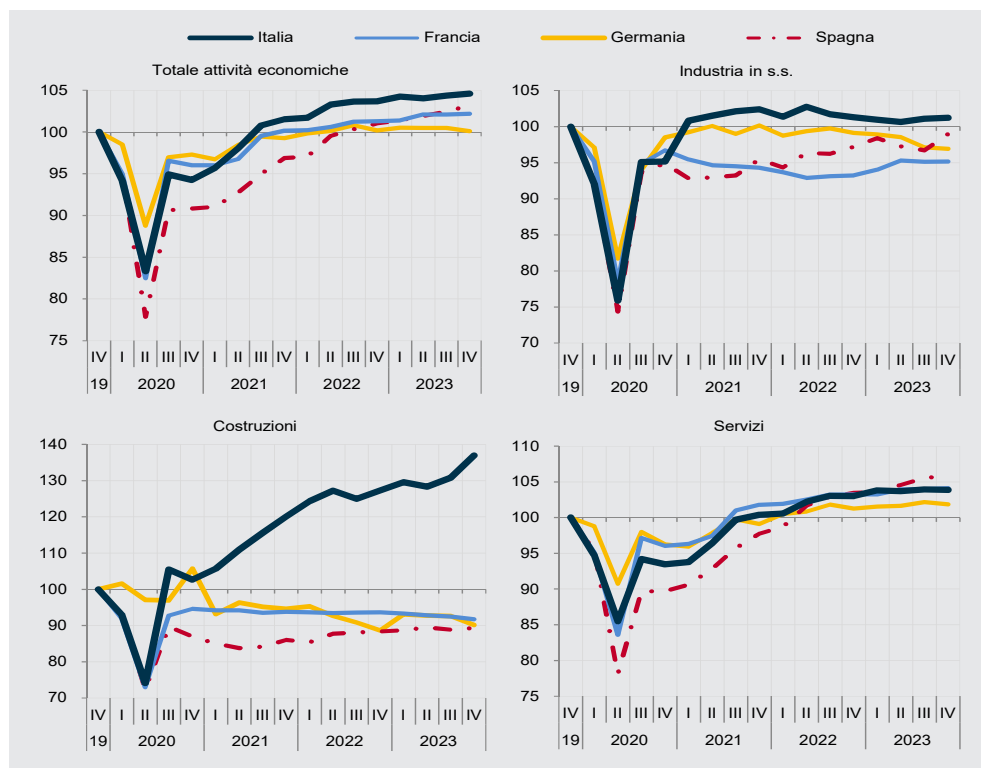 Italia Francia Germania Spagna
Totale attività economiche
105
100
95
90
85
80
75
IV I II III IV I II III IV I II III IV I II III IV
19 2020 2021 2022 2023
Industria in s.s.
105
100
95
90
85
80
75
70
IV I II III IV I II III IV I II III IV I II III IV
19 2020 2021 2022 2023
Costruzioni
140
130
120
110
100
90
80
70
IV I II III IV I II III IV I II III IV I II III IV
19 2020 2021 2022 2023
Servizi
110
105
100
95
90
85
80
75
IV I II III IV I II III IV I II III IV I II III IV
19 2020 2021 2022 2023